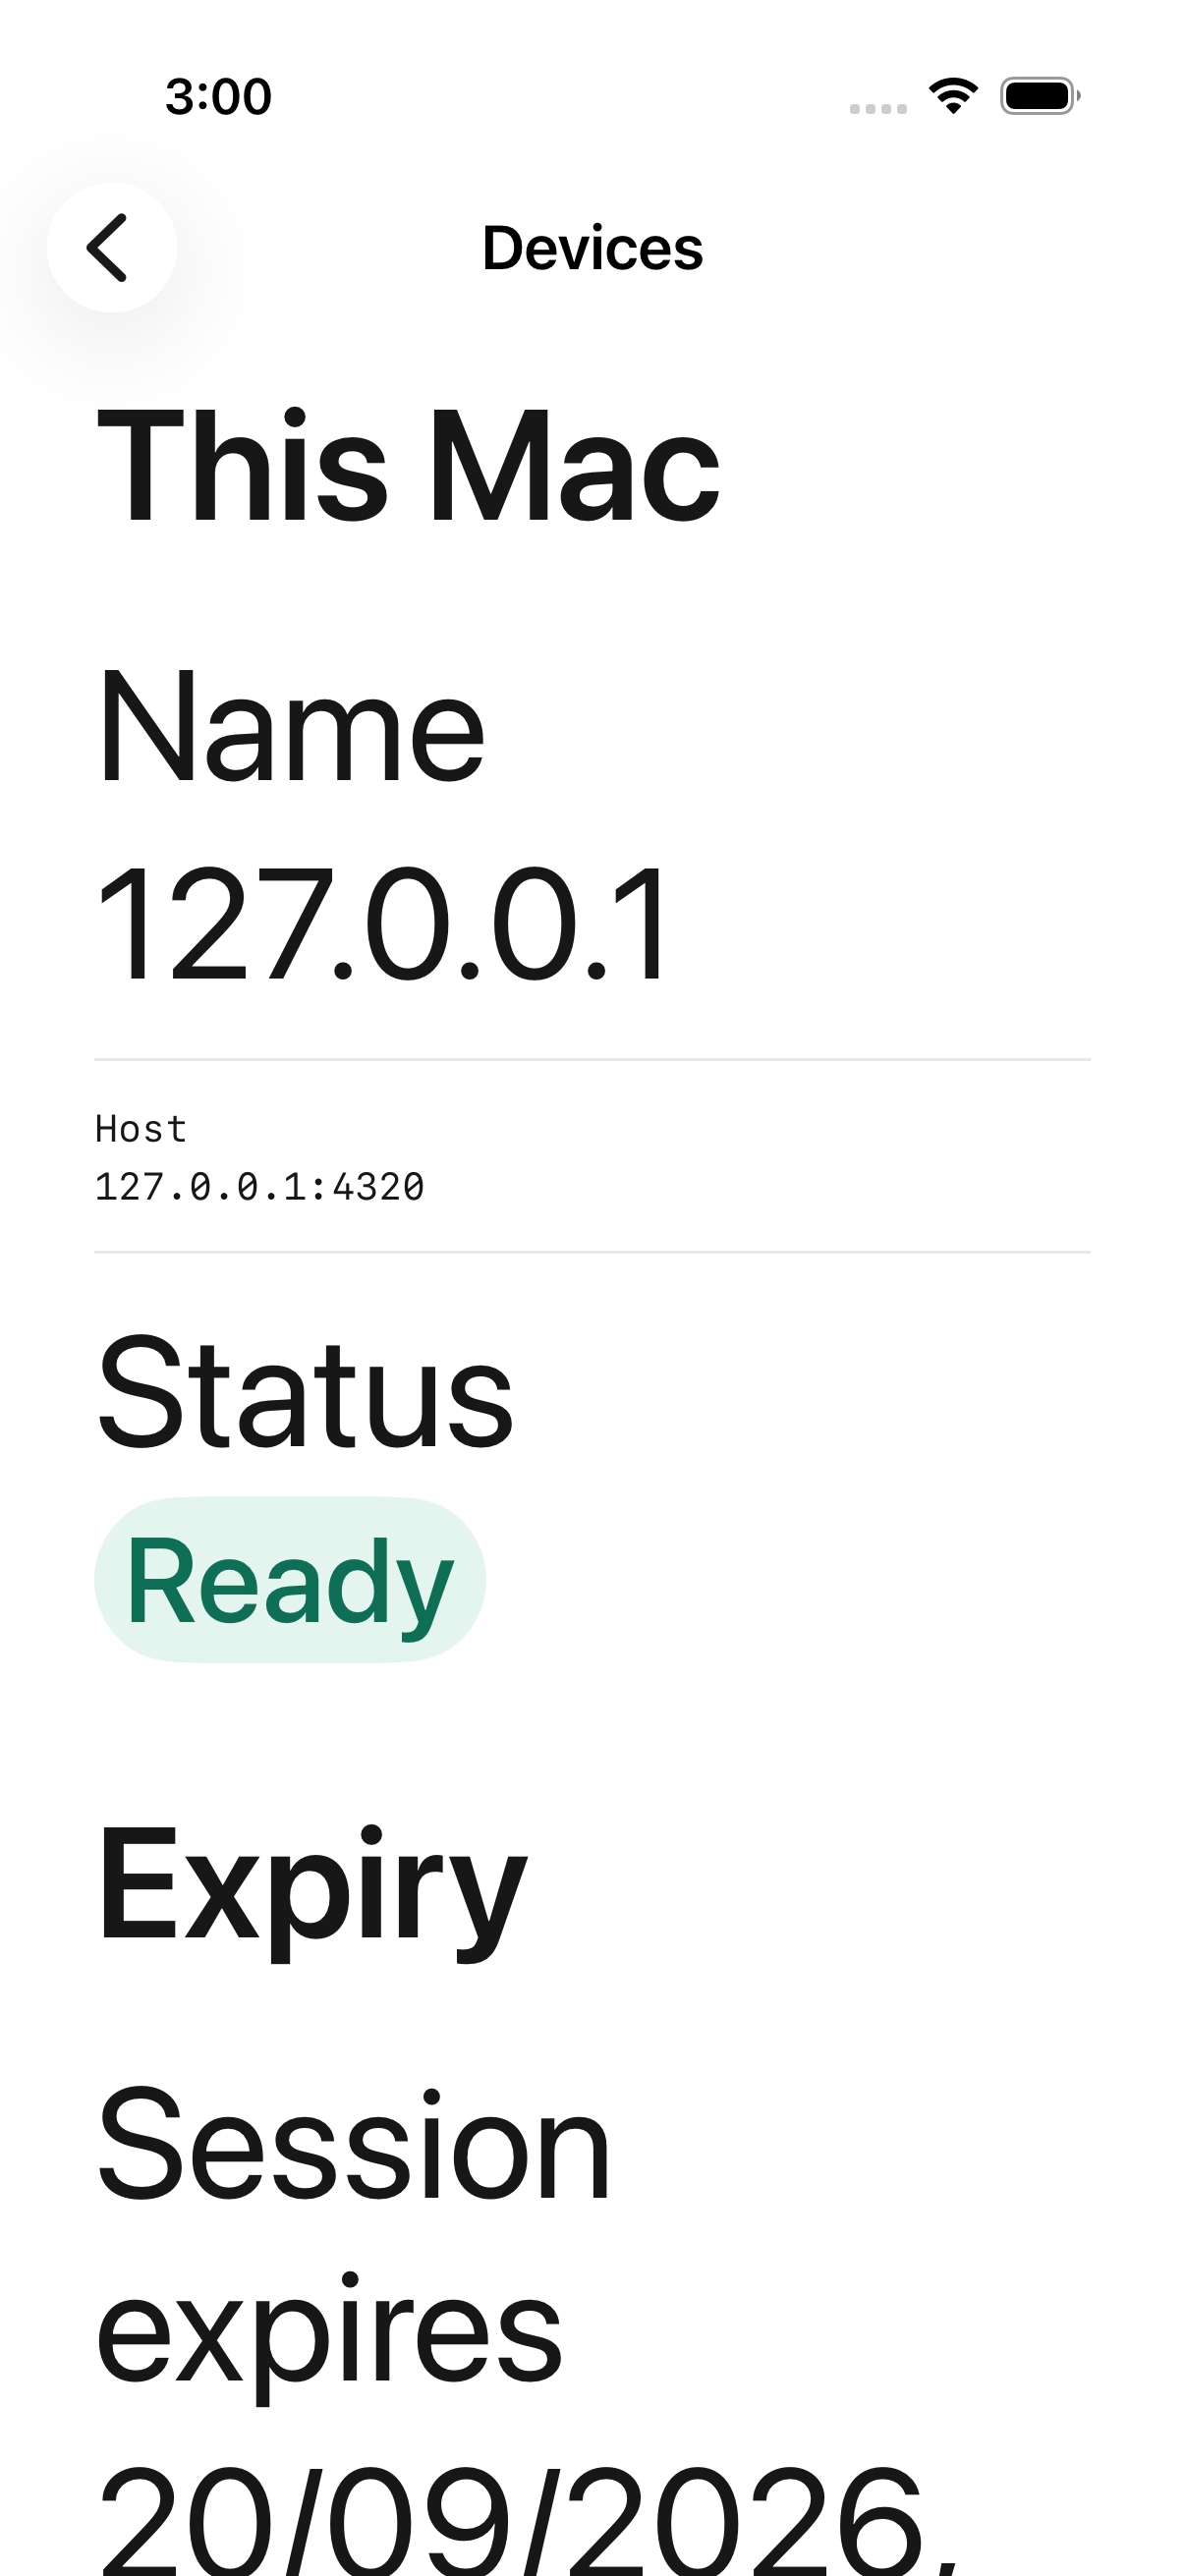 3:00
Devices
This Mac
Name
127.0.0.1
Host
127.0.0.1:4320
Status
Ready
Expiry
Session
expires
20/09/2026,